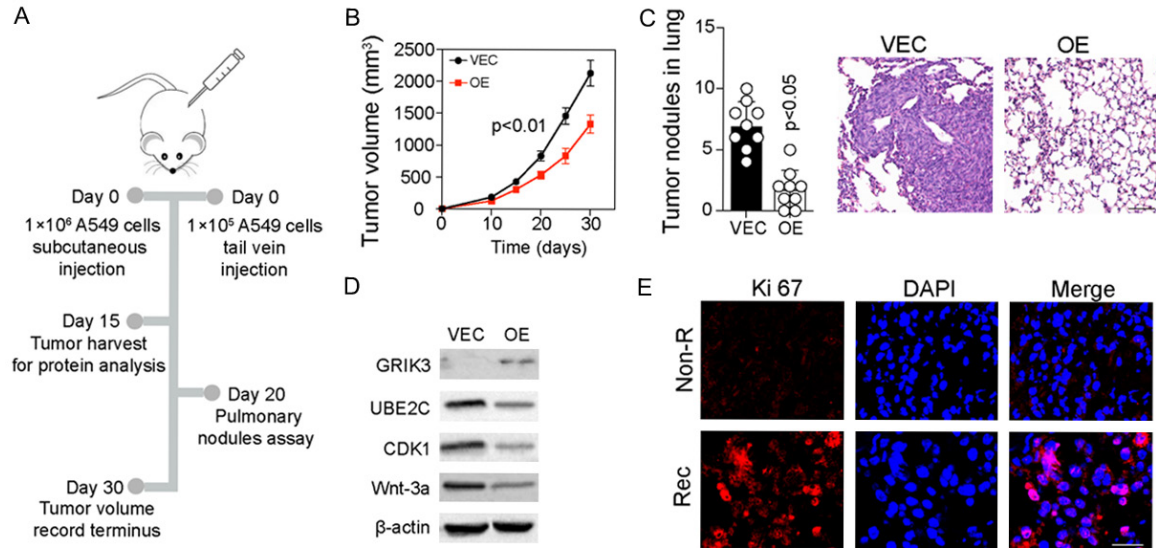 A
Day 0
1×10⁶ A549 cells
subcutaneous
injection
Day 0
1×10⁵ A549 cells
tail vein
injection
Day 15
Tumor harvest
for protein analysis
Day 20
Pulmonary
nodules assay
Day 30
Tumor volume
record terminus
B
Tumor volume (mm³)
2500
2000
1500
1000
500
0
VEC
OE
p<0.01
0 10 20 30
Time (days)
C
Tumor nodules in lung
15
10
5
0
p<0.05
VEC OE
VEC OE
D
VEC OE
GRIK3
UBE2C
CDK1
Wnt-3a
β-actin
E
Ki 67 DAPI Merge
Non-R
Rec